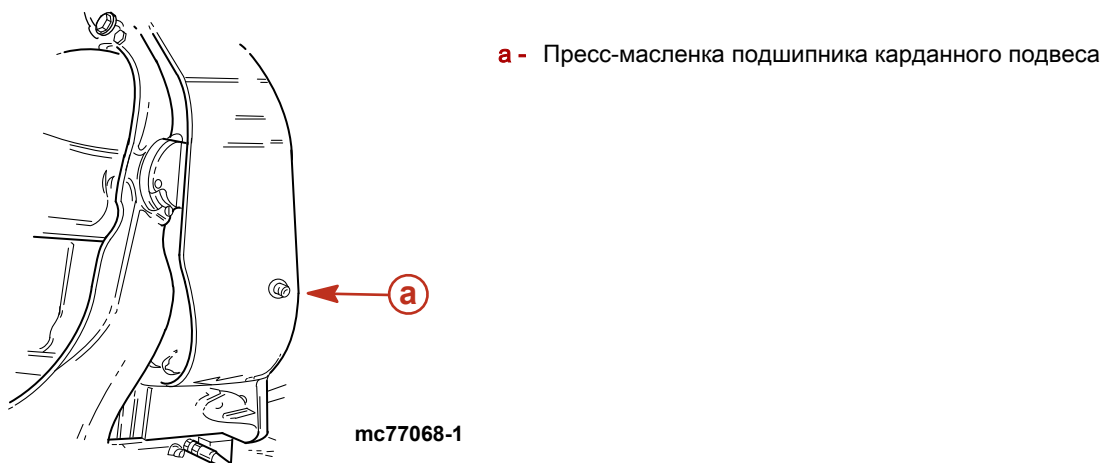 a - Пресс-масленка подшипника карданного подвеса
a
mc77068-1